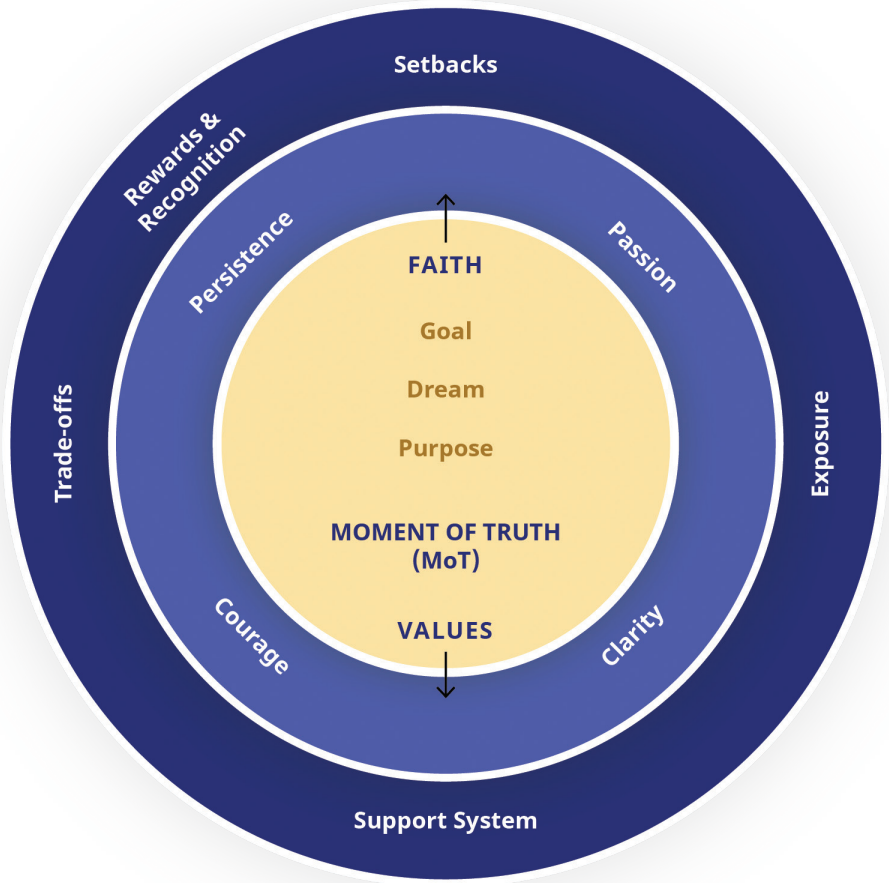 Setbacks
Rewards &
Recognition
Persistence
Passion
FAITH
Goal
Dream
Purpose
Trade-offs
Exposure
MOMENT OF TRUTH
(MoT)
VALUES
Courage
Clarity
Support System